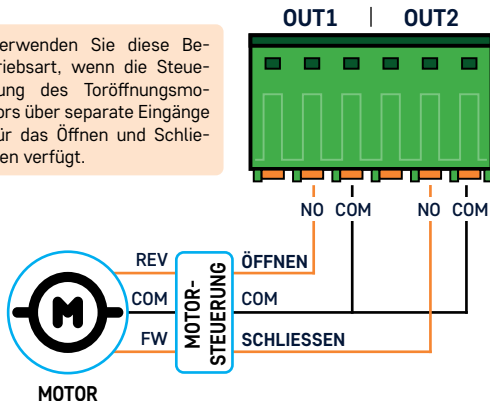 erwenden Sie diese Be-
riebsart, wenn die Steue-
ung des Toröffnungsmo-
ors über separate Eingänge
ür das Öffnen und Schlie-
en verfügt.
OUT1 | OUT2
NO COM NO COM
REV ÖFFNEN
COM COM
FW SCHLIESSEN
MOTOR-
STEUERUNG
M
MOTOR